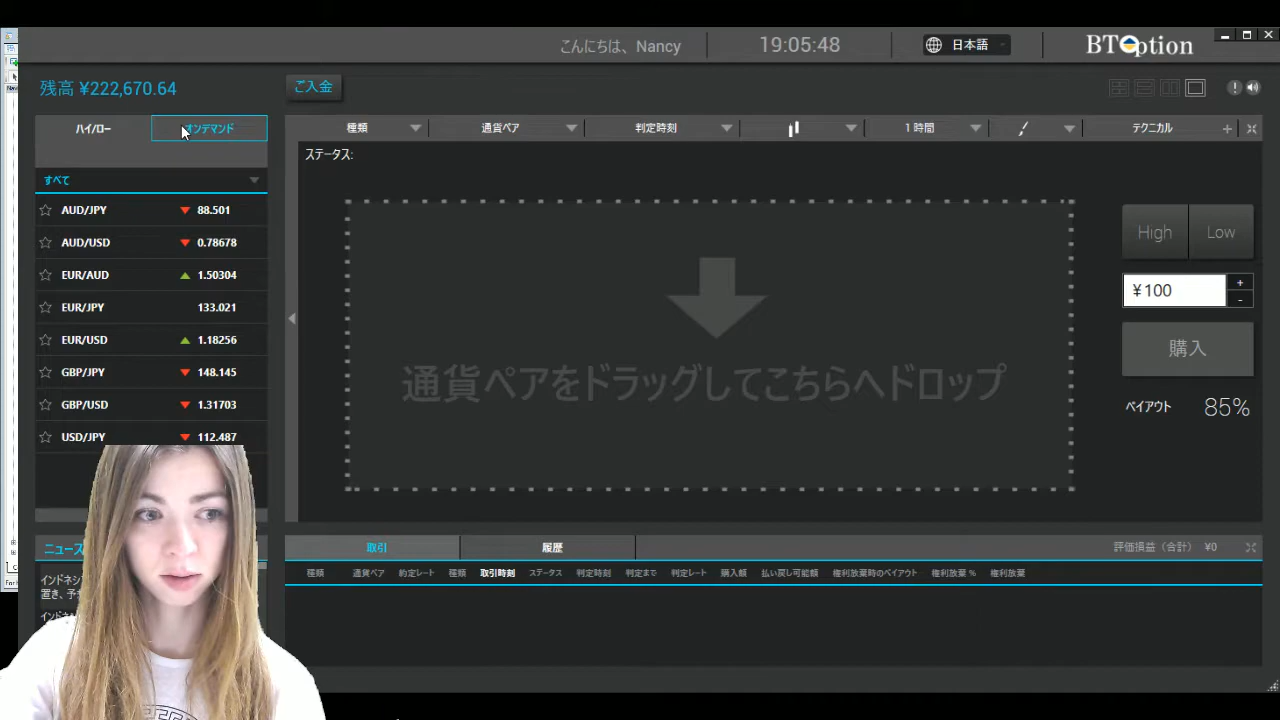 こんにちは、Nancy
19:05:48
日本語
BToption
残高 ¥222,670.64
ご入金
ハイ/ロー
オンデマンド
種類
通貨ペア
判定時刻
1 時間
テクニカル
ステータス:
すべて
AUD/JPY 88.501
AUD/USD 0.78678
EUR/AUD 1.50304
EUR/JPY 133.021
EUR/USD 1.18256
GBP/JPY 148.145
GBP/USD 1.31703
USD/JPY 112.487
通貨ペアをドラッグしてこちらへドロップ
High
Low
¥100
+
-
購入
ペイアウト 85%
ニュース
インドネシ
置き、予
取引
履歴
評価損益（合計） ¥0
種類 通貨ペア 約定レート 種類 取引時刻 ステータス 判定時刻 判定まで 判定レート 購入額 払い戻し可能額 権利放棄時のペイアウト 権利放棄 % 権利放棄